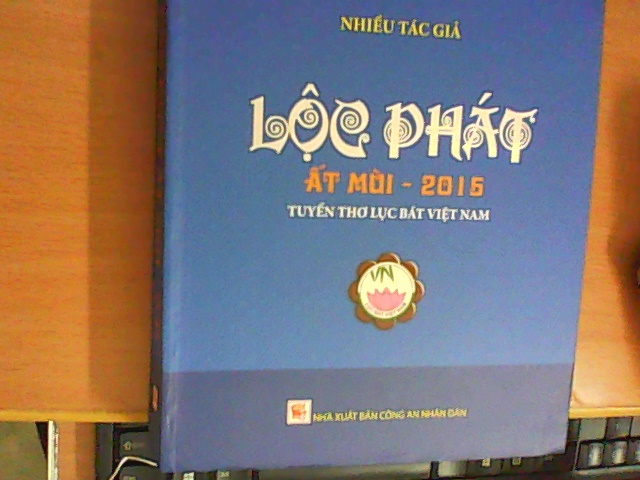 NHIỀU TÁC GIẢ
LỘC PHÁT
ẤT MÙI - 2015
TUYỂN THƠ LỤC BÁT VIỆT NAM
VN
NHÀ XUẤT BẢN CÔNG AN NHÂN DÂN